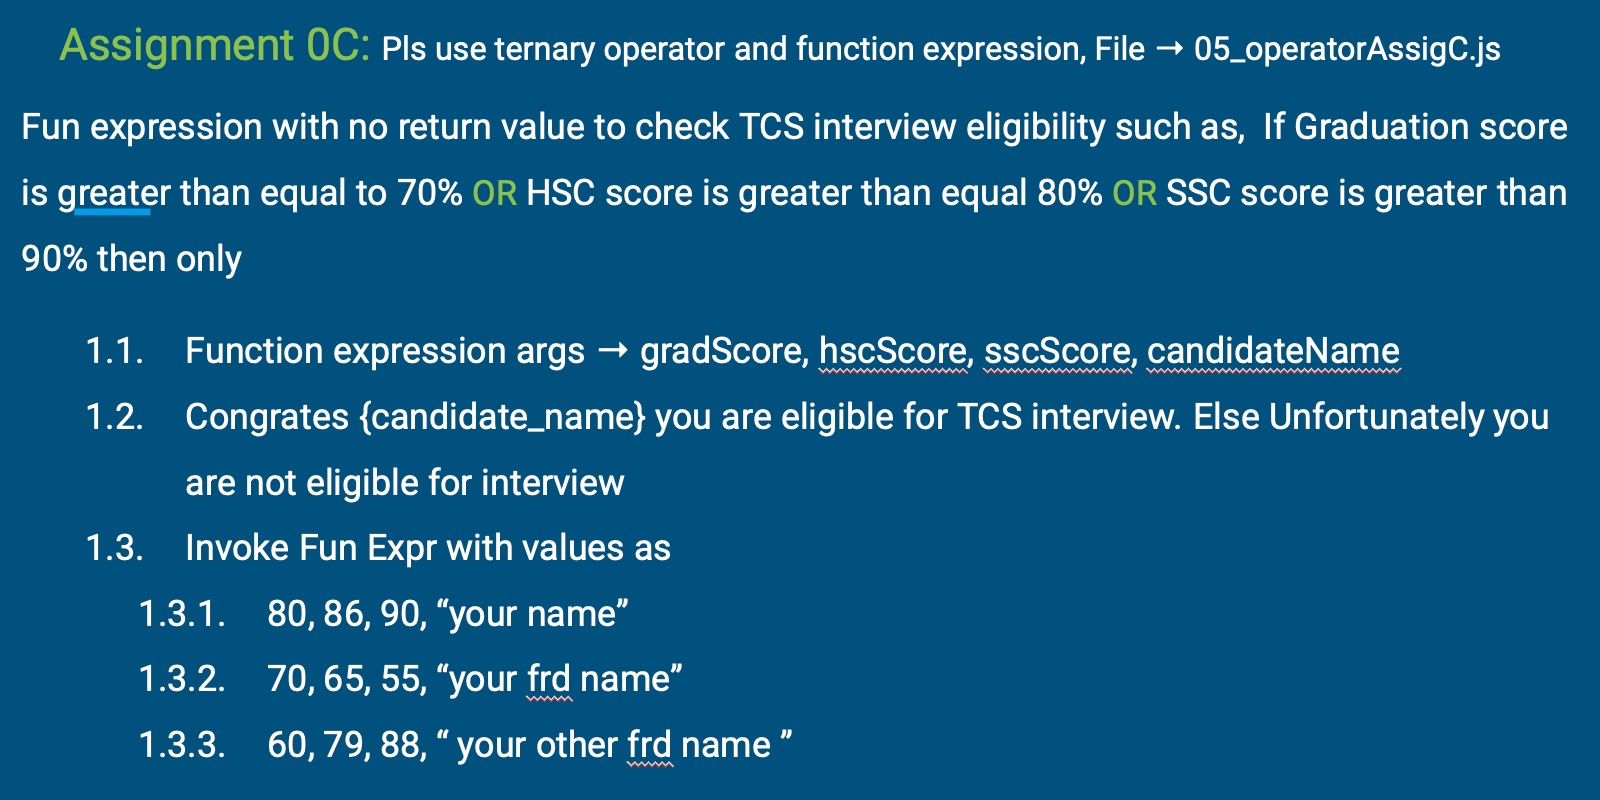 Assignment 0C: Pls use ternary operator and function expression, File → 05_operatorAssigC.js
Fun expression with no return value to check TCS interview eligibility such as,  If Graduation score
is greater than equal to 70% OR HSC score is greater than equal 80% OR SSC score is greater than
90% then only
1.1. Function expression args → gradScore, hscScore, sscScore, candidateName
1.2. Congrates {candidate_name} you are eligible for TCS interview. Else Unfortunately you
are not eligible for interview
1.3. Invoke Fun Expr with values as
1.3.1. 80, 86, 90, “your name”
1.3.2. 70, 65, 55, “your frd name”
1.3.3. 60, 79, 88, “ your other frd name ”